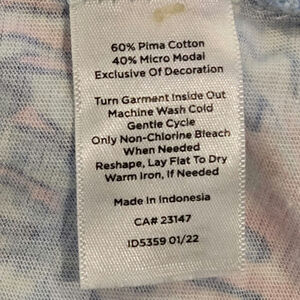 60% Pima Cotton
40% Micro Modal
Exclusive Of Decoration
Turn Garment Inside Out
Machine Wash Cold
Gentle Cycle
Only Non-Chlorine Bleach
When Needed
Reshape, Lay Flat To Dry
Warm Iron, If Needed
Made In Indonesia
CA# 23147
ID5359 01/22